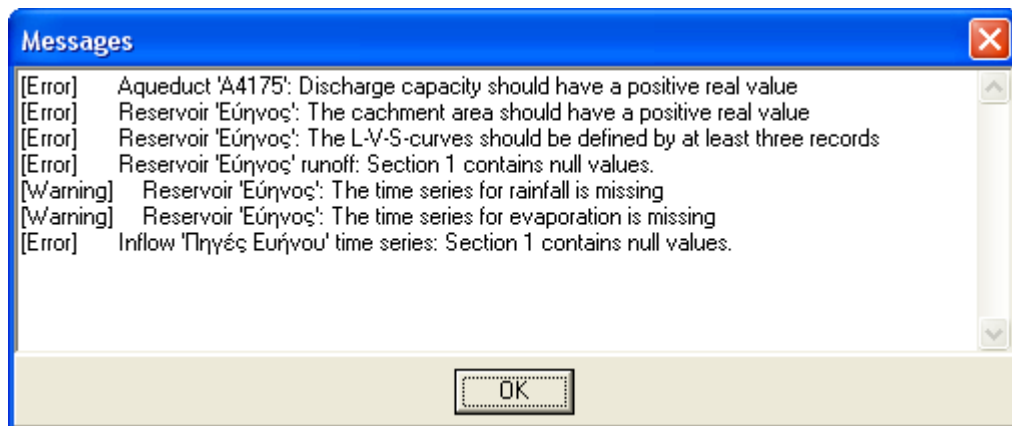 Messages
[Error] Aqueduct 'A4175': Discharge capacity should have a positive real value
[Error] Reservoir 'Εύηνος': The cachment area should have a positive real value
[Error] Reservoir 'Εύηνος': The L-V-S-curves should be defined by at least three records
[Error] Reservoir 'Εύηνος' runoff: Section 1 contains null values.
[Warning] Reservoir 'Εύηνος': The time series for rainfall is missing
[Warning] Reservoir 'Εύηνος': The time series for evaporation is missing
[Error] Inflow 'Πηγές Ευήνου' time series: Section 1 contains null values.
OK